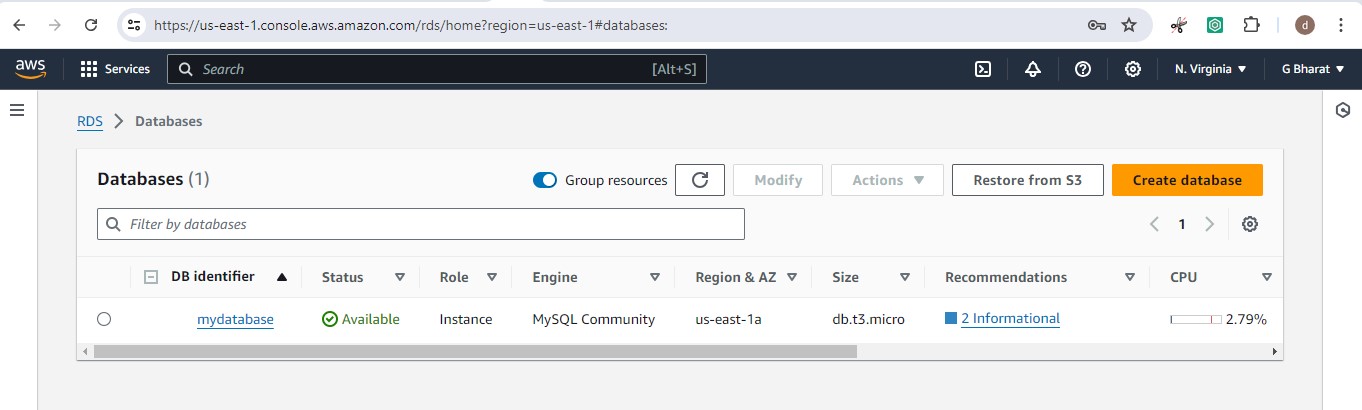 https://us-east-1.console.aws.amazon.com/rds/home?region=us-east-1#databases:
d
aws Services Search [Alt+S] N. Virginia G Bharat
RDS Databases
Databases (1) Group resources Modify Actions Restore from S3 Create database
Filter by databases 1
DB identifier Status Role Engine Region & AZ Size Recommendations CPU
mydatabase Available Instance MySQL Community us-east-1a db.t3.micro 2 Informational 2.79%